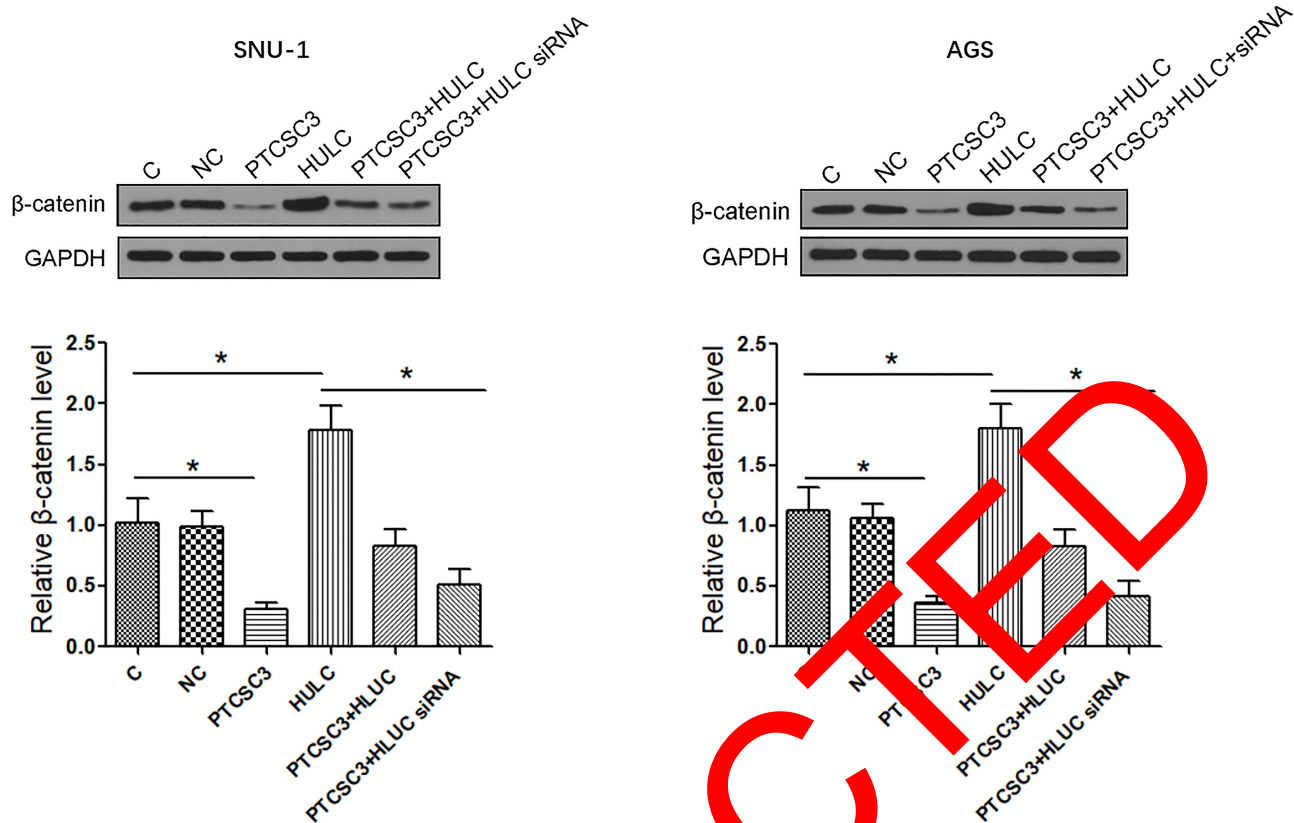 SNU-1
C
NC
PTCSC3
HULC
PTCSC3+HULC
PTCSC3+HULC siRNA
β-catenin
GAPDH
Relative β-catenin level
2.5
2.0
1.5
1.0
0.5
0.0
*
*
*
C
NC
PTCSC3
HULC
PTCSC3+HLUC
PTCSC3+HLUC siRNA
AGS
C
NC
PTCSC3
HULC
PTCSC3+HULC
PTCSC3+HULC+siRNA
β-catenin
GAPDH
Relative β-catenin level
2.5
2.0
1.5
1.0
0.5
0.0
*
*
*
NC
PTCSC3
HULC
PTCSC3+HLUC
PTCSC3+HLUC siRNA
CTED